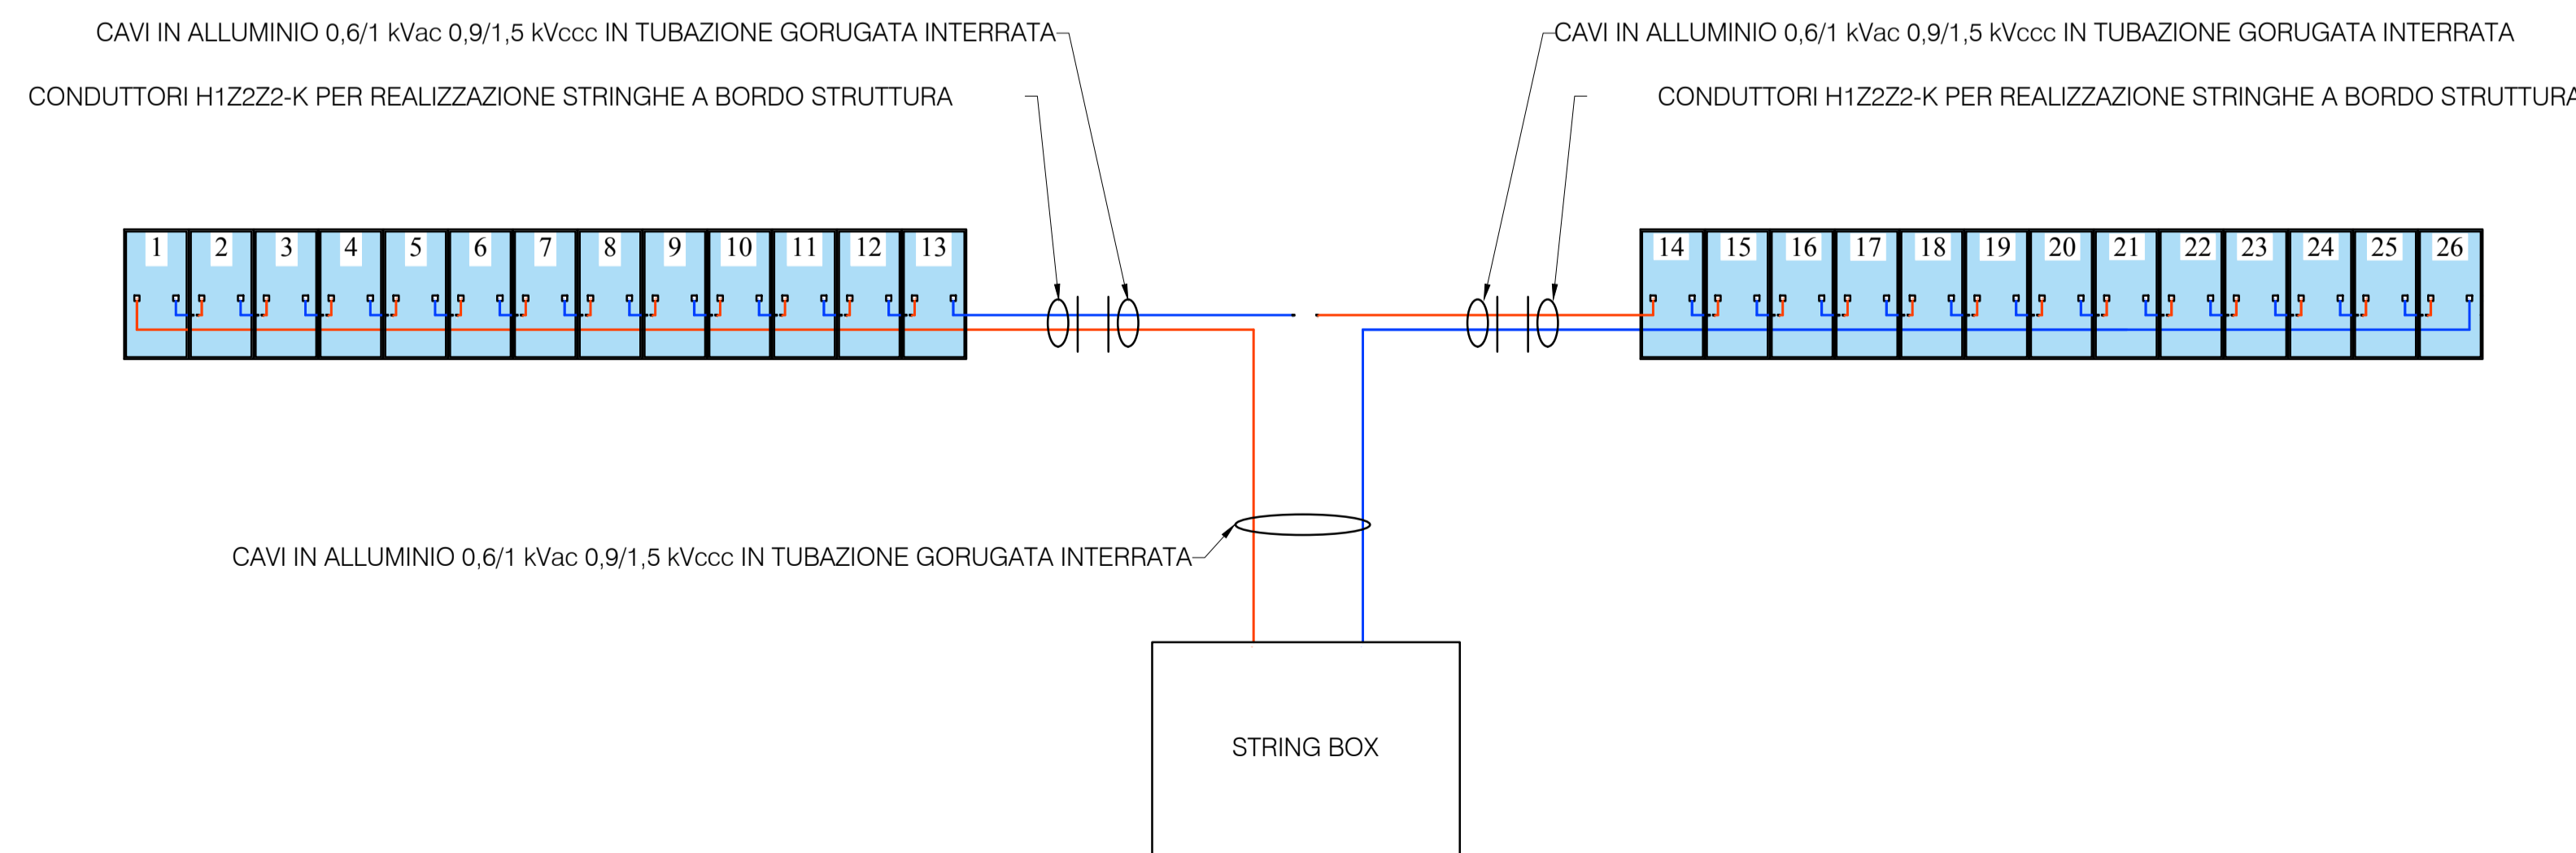 CAVI IN ALLUMINIO 0,6/1 kVac 0,9/1,5 kVccc IN TUBAZIONE GORUGATA INTERRATA
CAVI IN ALLUMINIO 0,6/1 kVac 0,9/1,5 kVccc IN TUBAZIONE GORUGATA INTERRATA
CONDUTTORI H1Z2Z2-K PER REALIZZAZIONE STRINGHE A BORDO STRUTTURA
CONDUTTORI H1Z2Z2-K PER REALIZZAZIONE STRINGHE A BORDO STRUTTURA
1 2 3 4 5 6 7 8 9 10 11 12 13
14 15 16 17 18 19 20 21 22 23 24 25 26
CAVI IN ALLUMINIO 0,6/1 kVac 0,9/1,5 kVccc IN TUBAZIONE GORUGATA INTERRATA
STRING BOX